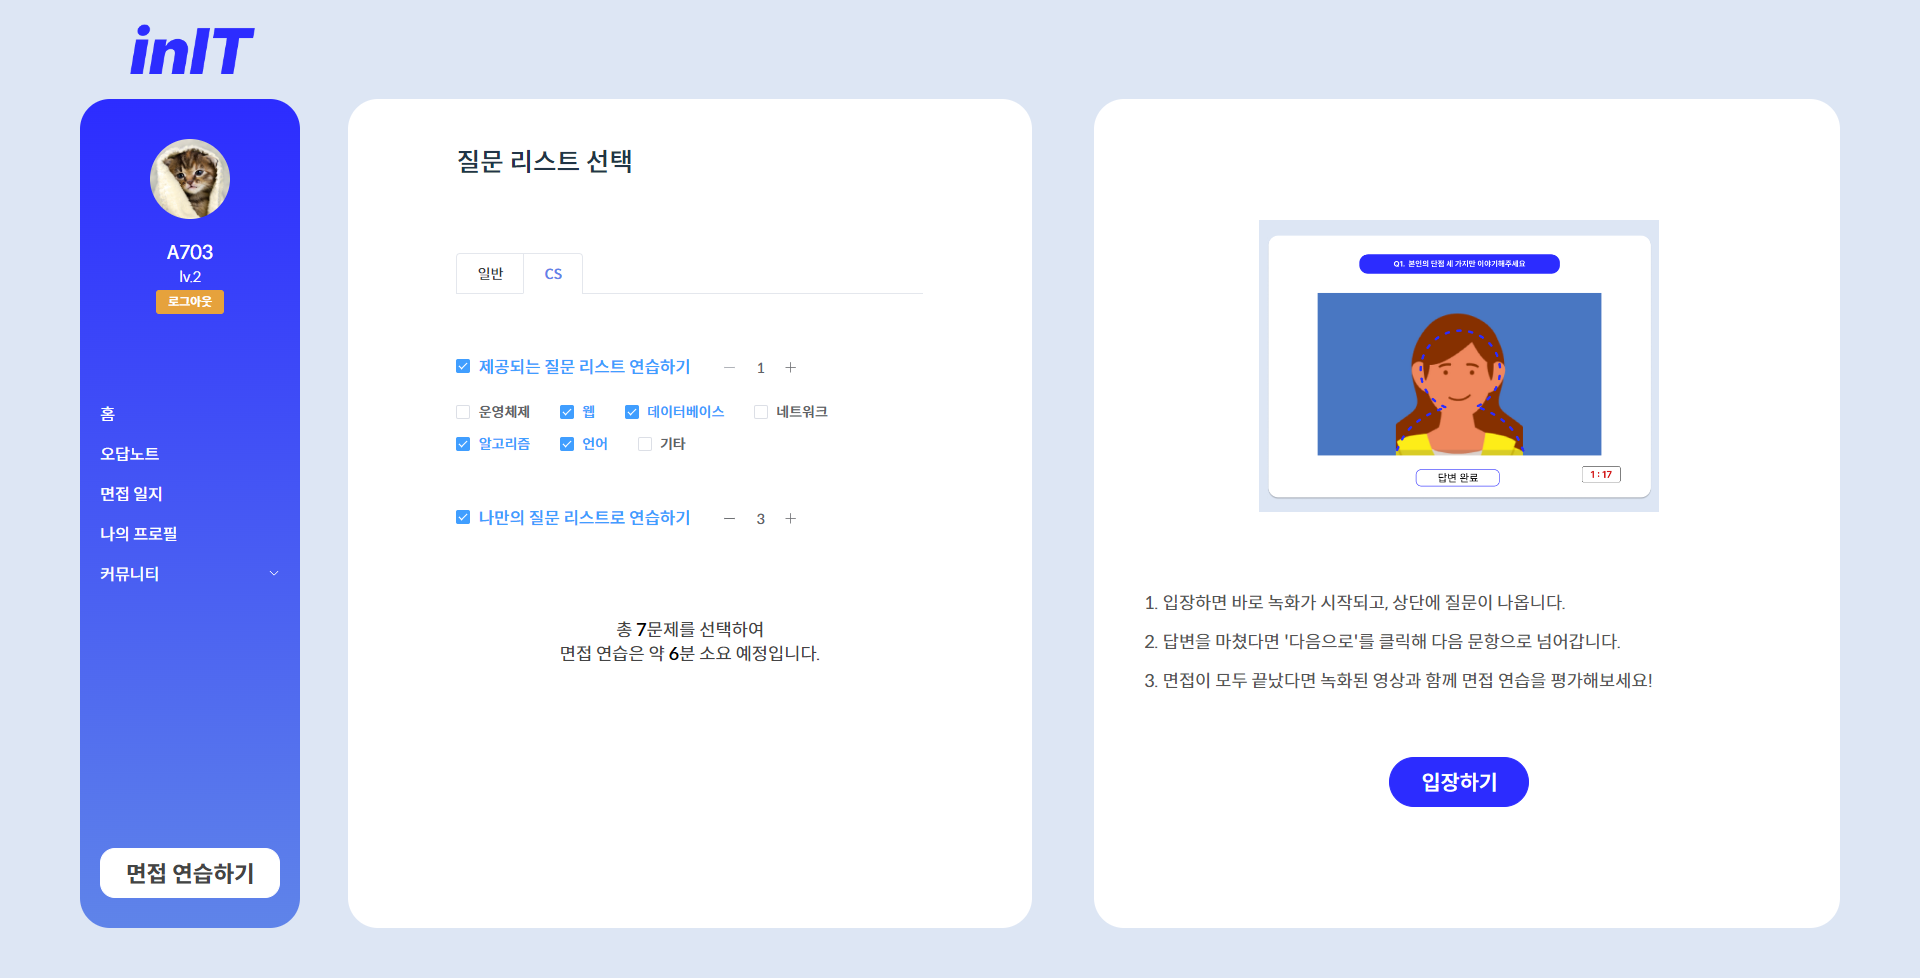 inIT
A703
lv.2
로그아웃
홈
오답노트
면접 일지
나의 프로필
커뮤니티
면접 연습하기
질문 리스트 선택
일반 CS
제공되는 질문 리스트 연습하기 1
운영체제 웹 데이터베이스 네트워크
알고리즘 언어 기타
나만의 질문 리스트로 연습하기 3
총 7문제를 선택하여
면접 연습은 약 6분 소요 예정입니다.
Q1. 본인의 단점 세 가지만 이야기해주세요
답변 완료
1 : 17
1. 입장하면 바로 녹화가 시작되고, 상단에 질문이 나옵니다.
2. 답변을 마쳤다면 '다음으로'를 클릭해 다음 문항으로 넘어갑니다.
3. 면접이 모두 끝났다면 녹화된 영상과 함께 면접 연습을 평가해보세요!
입장하기